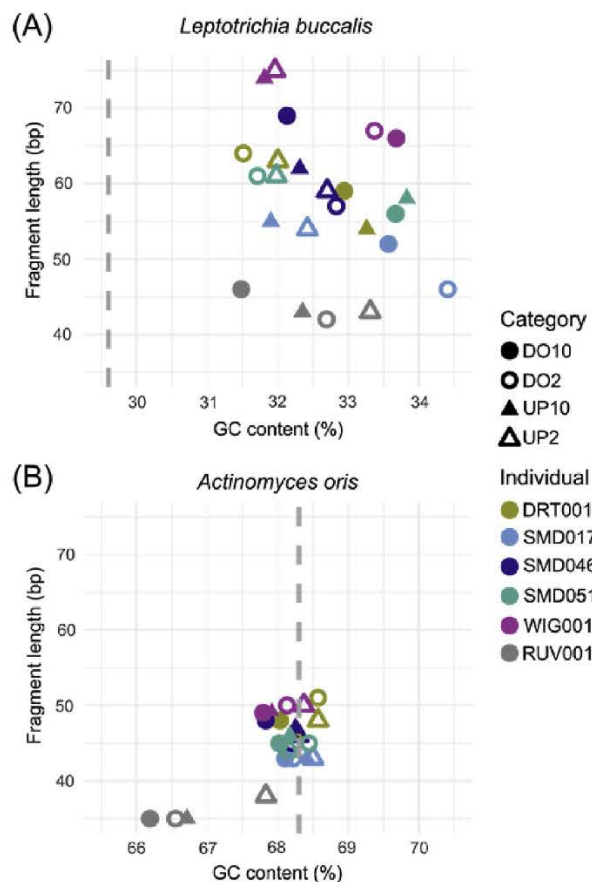 (A)
Leptotrichia buccalis
Fragment length (bp)
70
60
50
40
30
31
32
33
34
GC content (%)
Category
DO10
DO2
UP10
UP2
Individual
DRT001
SMD017
SMD046
SMD051
WIG001
RUV001
(B)
Actinomyces oris
Fragment length (bp)
70
60
50
40
66
67
68
69
70
GC content (%)